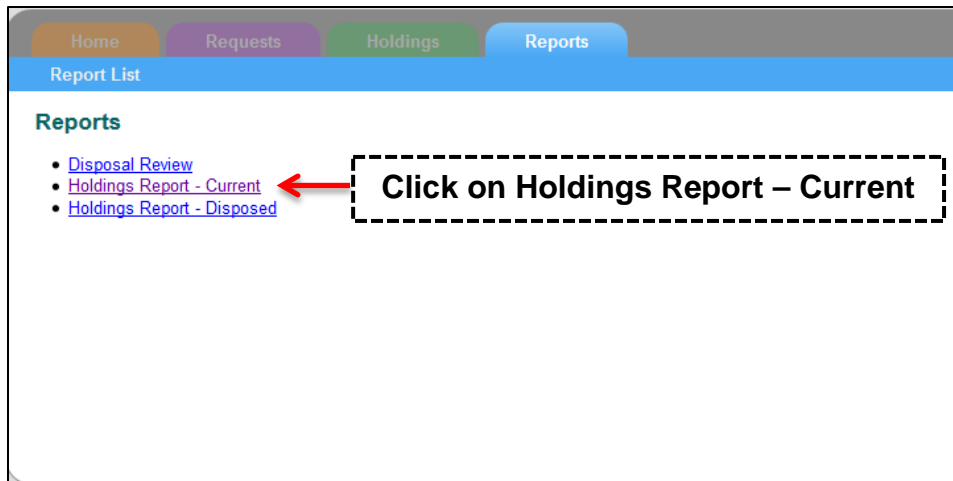 Home Requests Holdings Reports
Report List
Reports
Disposal Review
Holdings Report - Current
Click on Holdings Report – Current
Holdings Report - Disposed